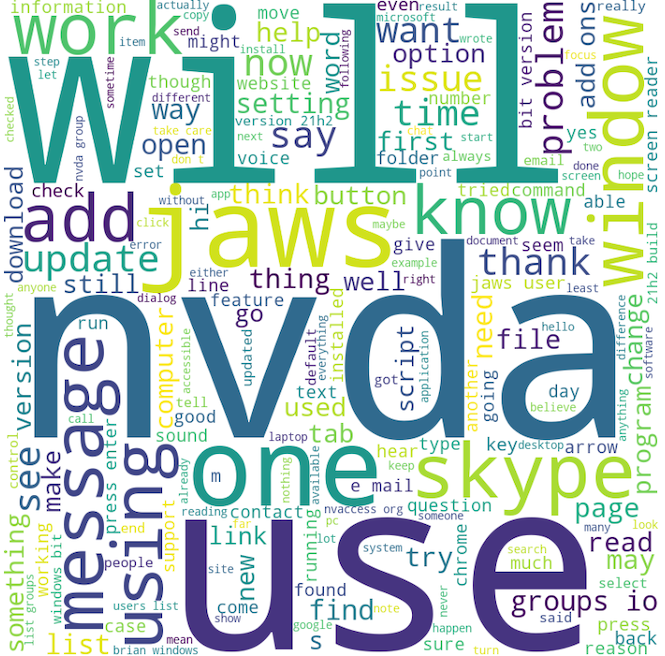 information
actually
copy
send
might
item
step
let
work
even
microsoft
result
move
help
wrote
want
install
following
sometime
different
though
now
word
option
bit version
problem
add ons
really
focus
screen reader
checked
nvda group
take care
don t
website
setting
version 21h2
way
issue
number
time
chat
open
next
say
first
always
start
yes
two
set
voice
folder
email
done
screen
hope
point
will
window
download
check
add
hi
without
app
click
error
anyone
jaws
think
button
maybe
know
tried
command
able
update
still
thought
dialog
either
line
feature
thing
give
example
well
right
document
take
seem
thank
jaws user
least
21h2 build
nvda
version
run
accessible
computer
tell
good
sound
go
updated
default
everything
installed
text
used
tab
script
got
application
need
another
going
file
hello
day
believe
anything
difference
software
change
program
message
see
make
call
control
press enter
already
using
one
m
laptop
nothing
available
hear
keep
type
key
desktop
arrow
skype
e mail
question
page
something
working
windows bit
list groups
end
people
support
reading
contact
far
link
new
running
pc
lot
nvaccess org
someone
try
chrome
many
look
read
may
system
search
much
select
users list
case
site
come
found
find
note
never
use
groups io
list
brian windows
mean
show
google
s
sure
happen
turn
said
press
back
reason